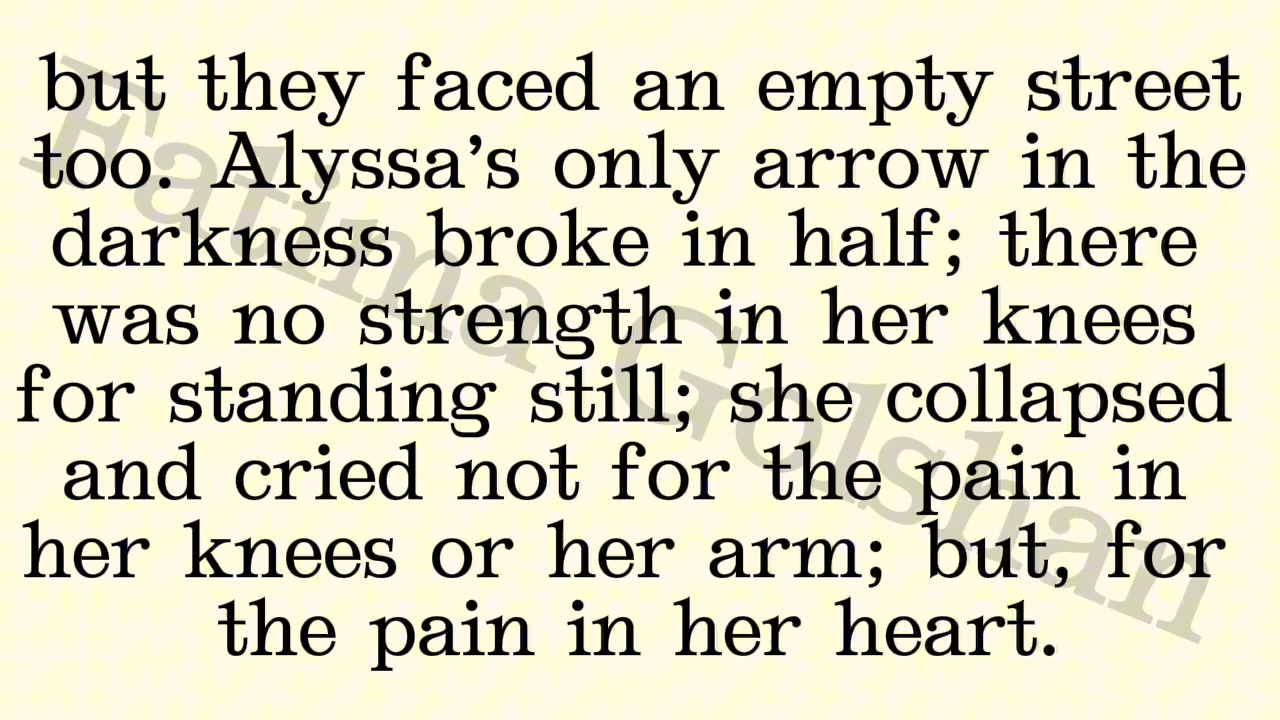 but they faced an empty street
too. Alyssa’s only arrow in the
darkness broke in half; there
was no strength in her knees
for standing still; she collapsed
and cried not for the pain in
her knees or her arm; but, for
the pain in her heart.
Fatima Golshan